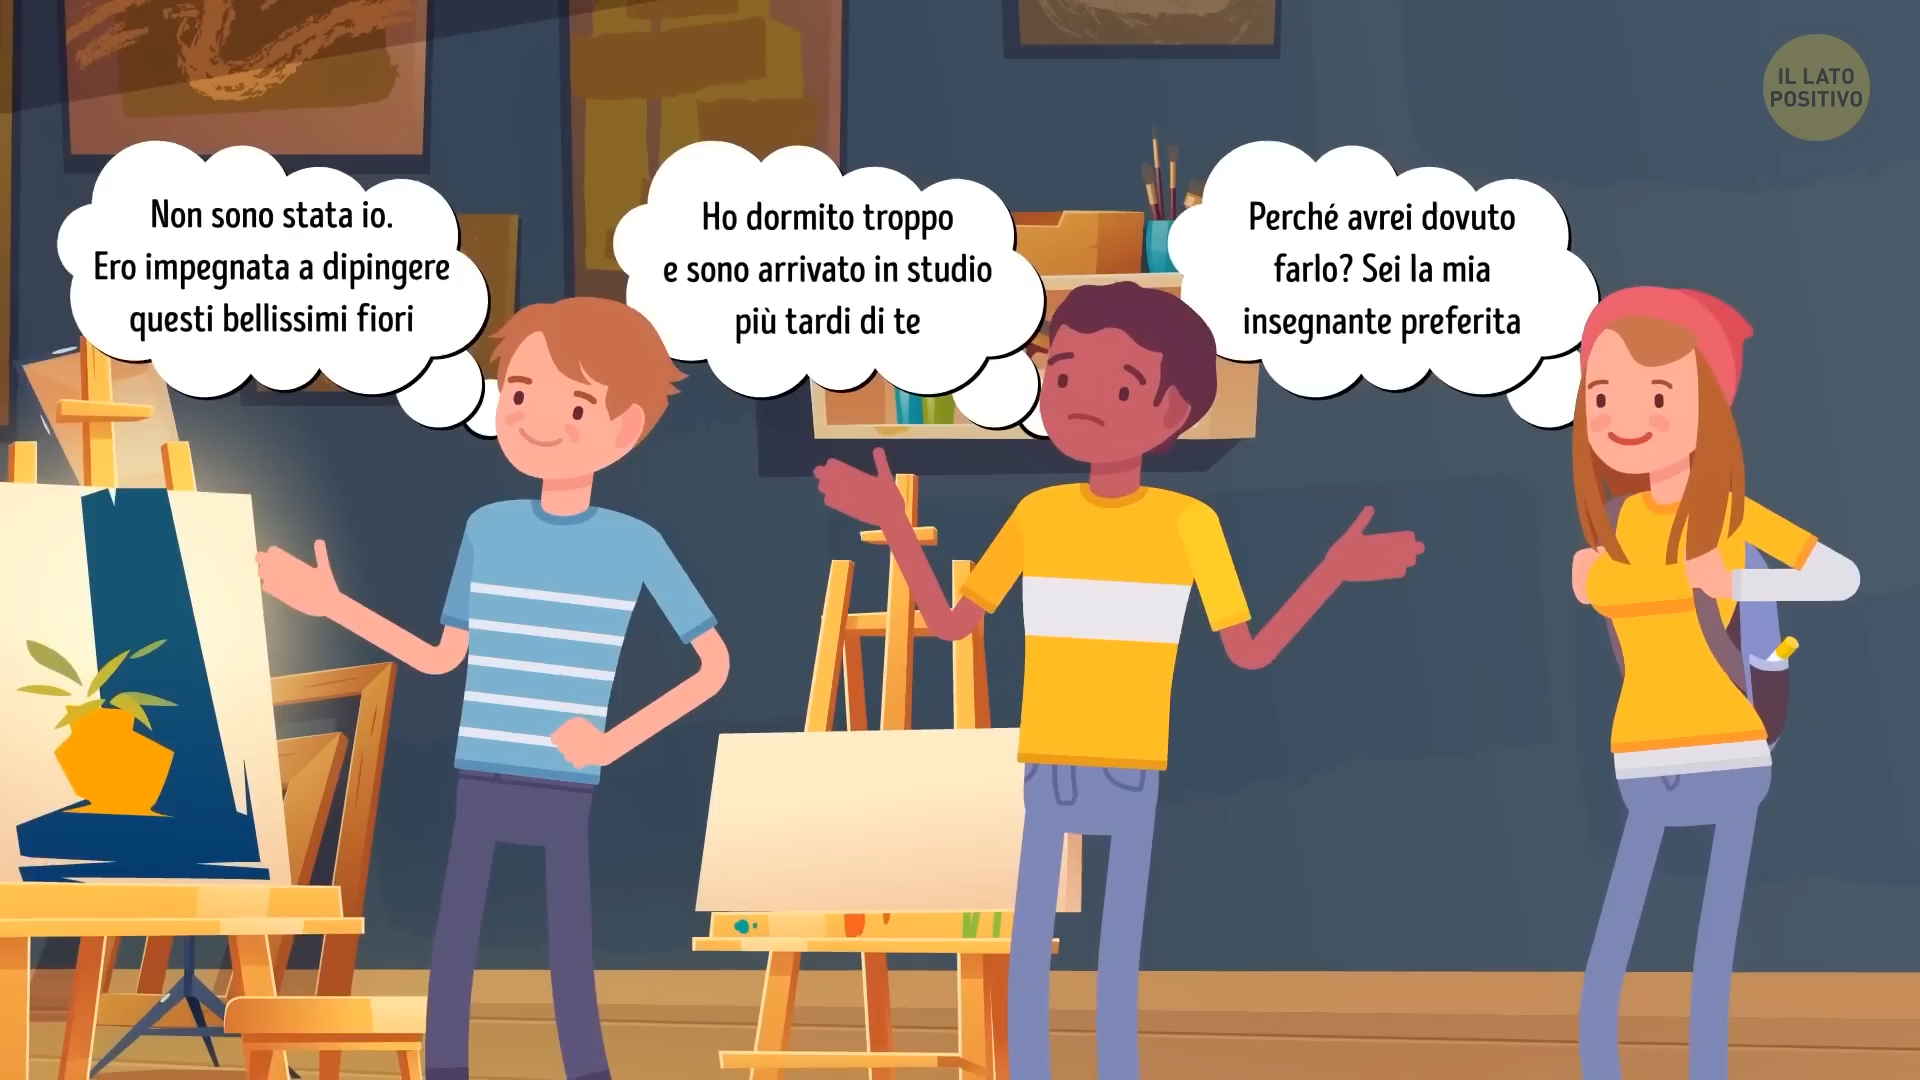 Non sono stata io.
Ero impegnata a dipingere
questi bellissimi fiori
Ho dormito troppo
e sono arrivato in studio
più tardi di te
Perché avrei dovuto
farlo? Sei la mia
insegnante preferita
IL LATO
POSITIVO